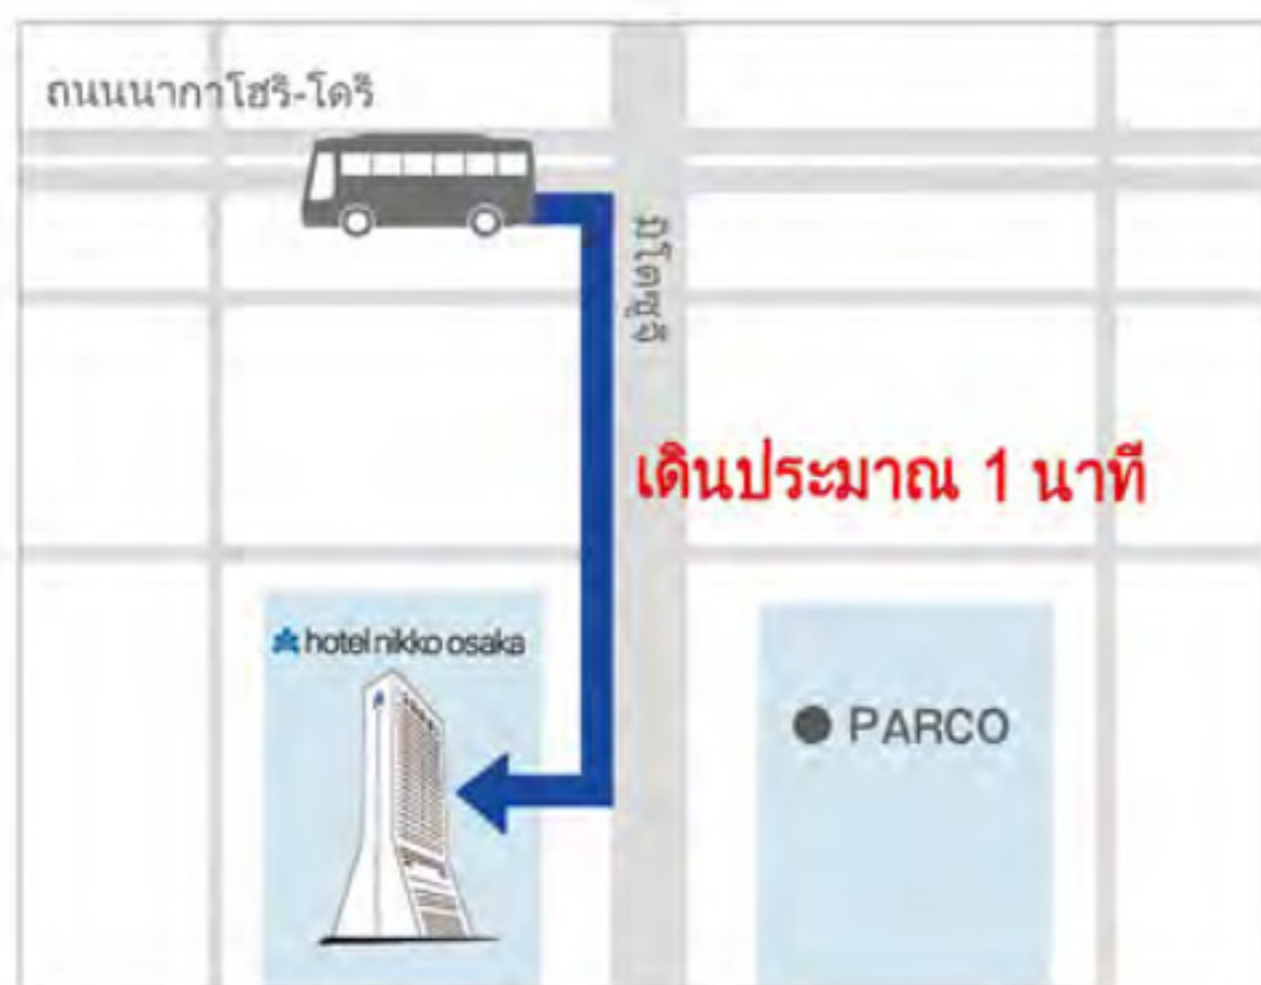 ถนนนากาโฮริ-โดริ
มิโดซูจิ
เดินประมาณ 1 นาที
hotel nikko osaka
PARCO